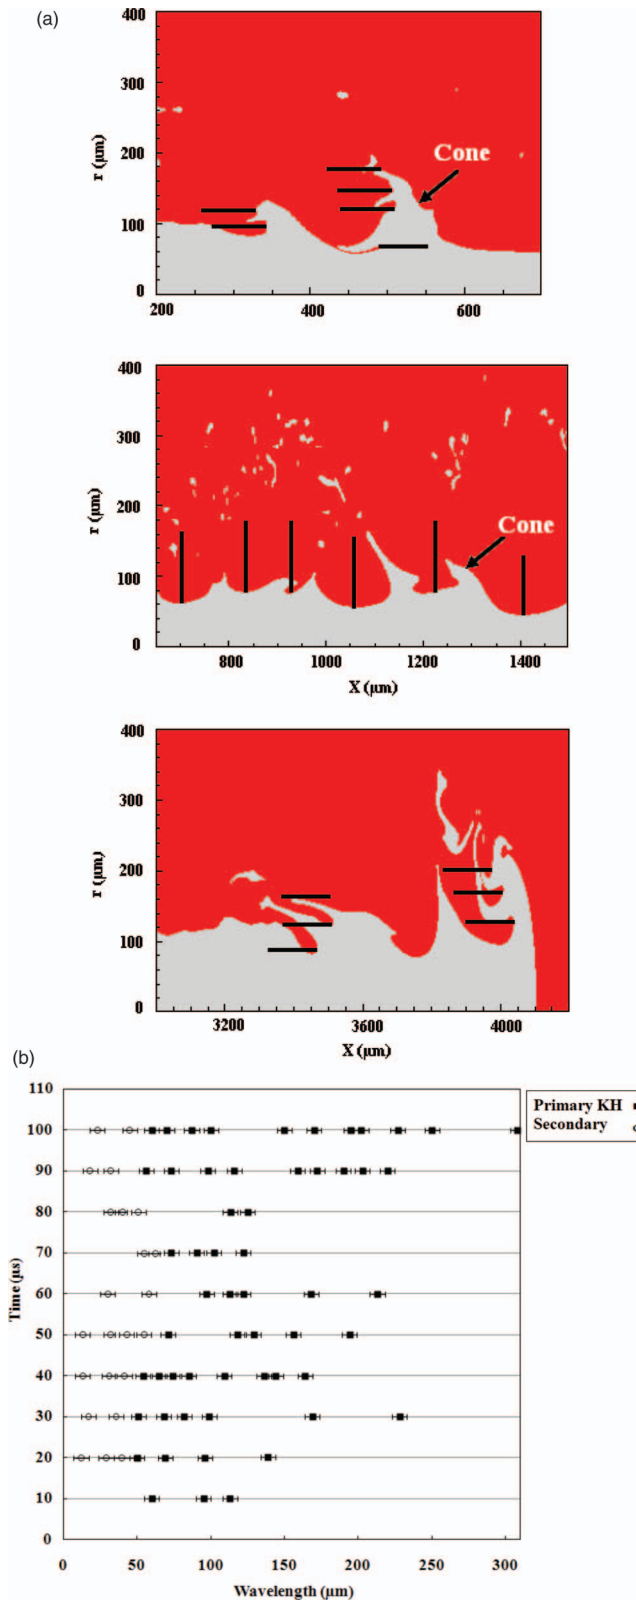 (a)
400
300
200
100
0
r (μm)
Cone
200 400 600
400
300
200
100
0
r (μm)
Cone
800 1000 1200 1400
X (μm)
400
300
200
100
0
r (μm)
3200 3600 4000
X (μm)
(b)
110
100
90
80
70
60
50
40
30
20
10
0
Time (μs)
Primary KH
Secondary
0 50 100 150 200 250 300
Wavelength (μm)